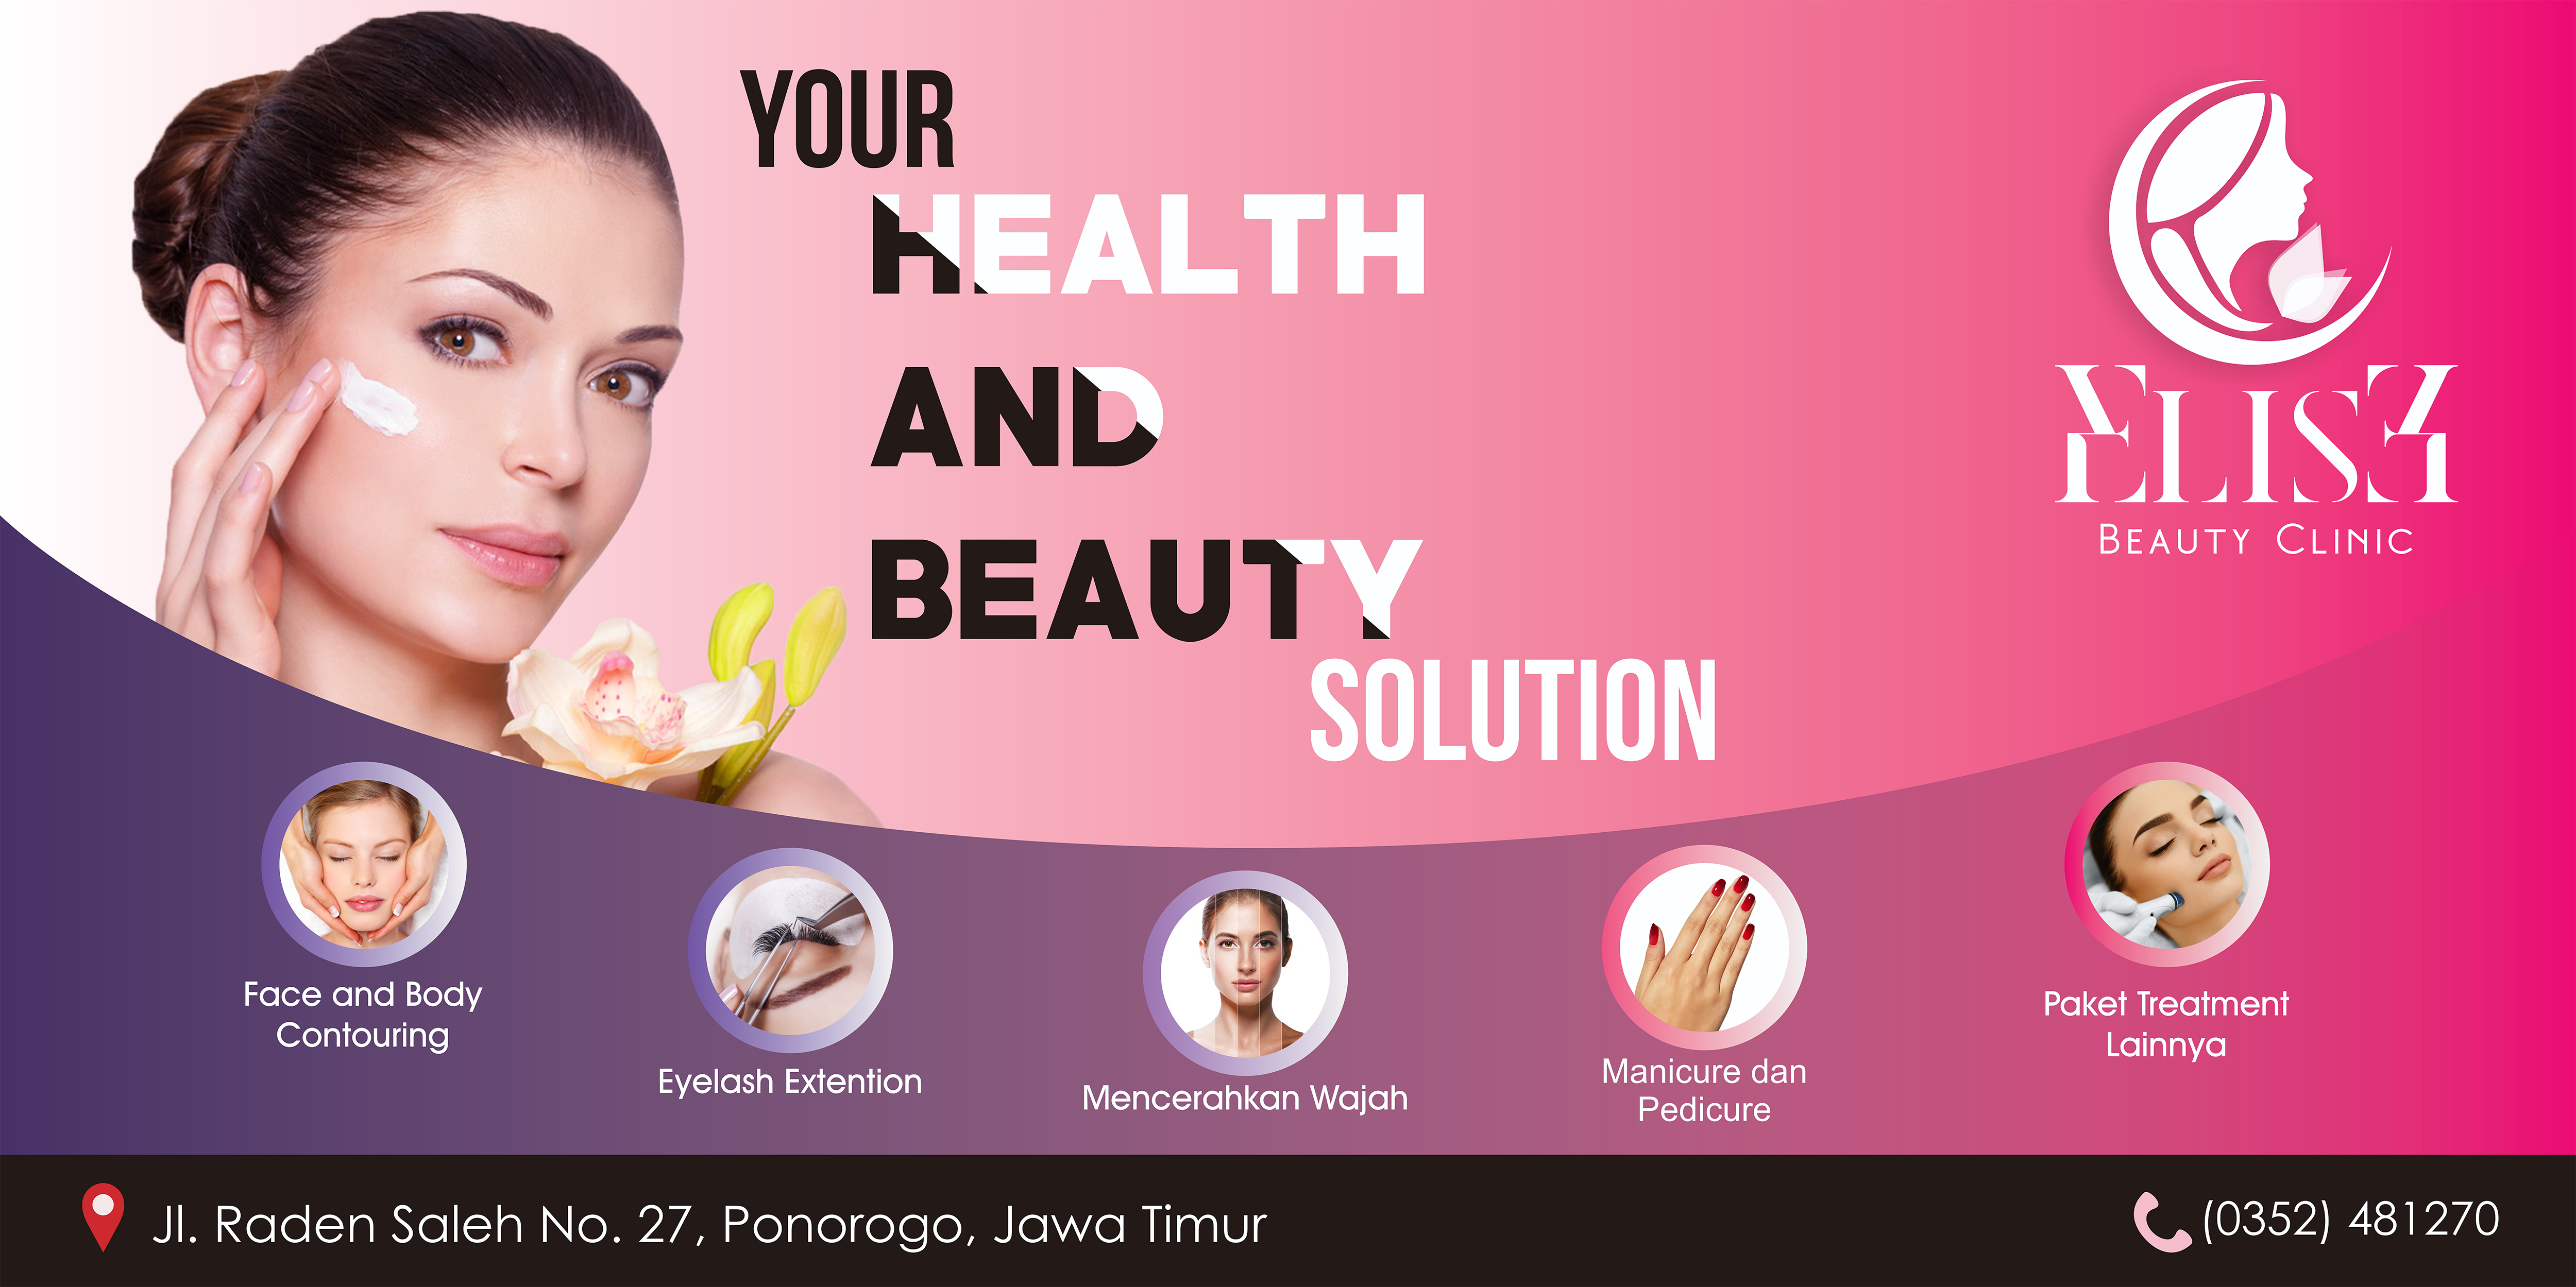 YOUR
HEALTH
AND
BEAUTY
SOLUTION
ELISE
BEAUTY CLINIC
Face and Body
Contouring
Eyelash Extention
Mencerahkan Wajah
Manicure dan
Pedicure
Paket Treatment
Lainnya
Jl. Raden Saleh No. 27, Ponorogo, Jawa Timur
(0352) 481270